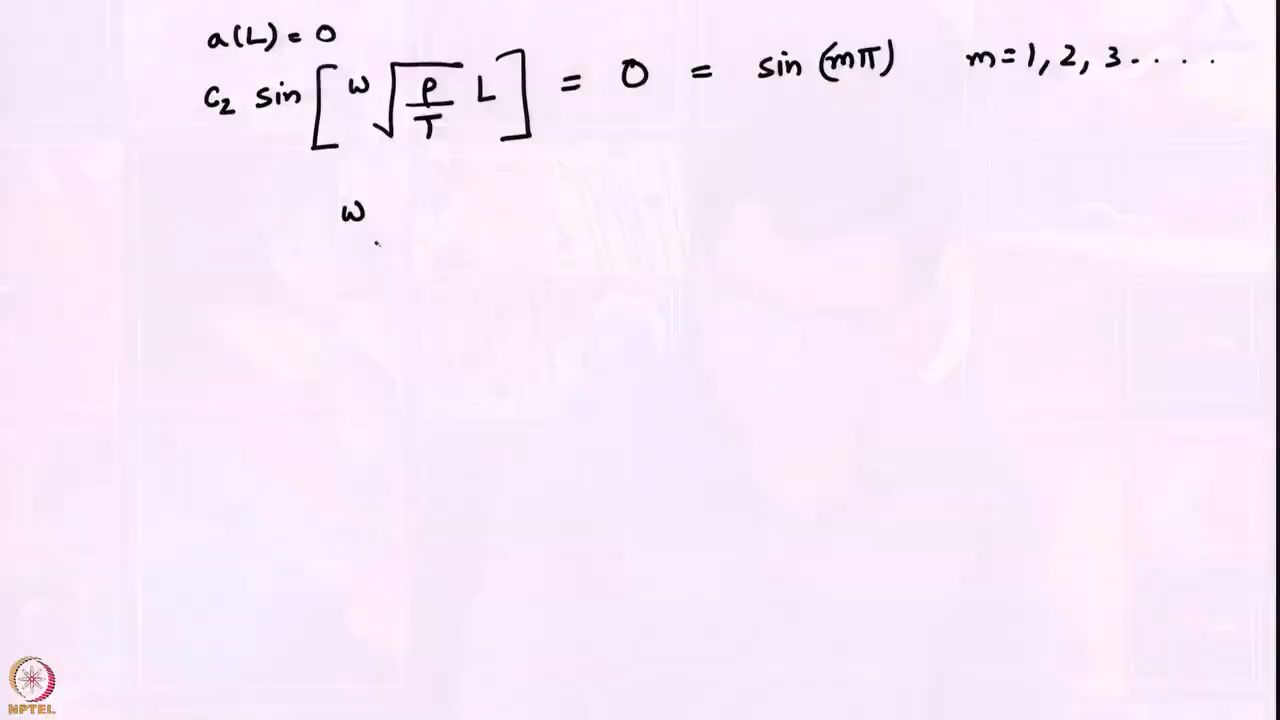 a(L) = 0
c₂ sin [ω √(ρ/T) L] = 0 = sin (mπ) m = 1, 2, 3 . . . .
ω
NPTEL